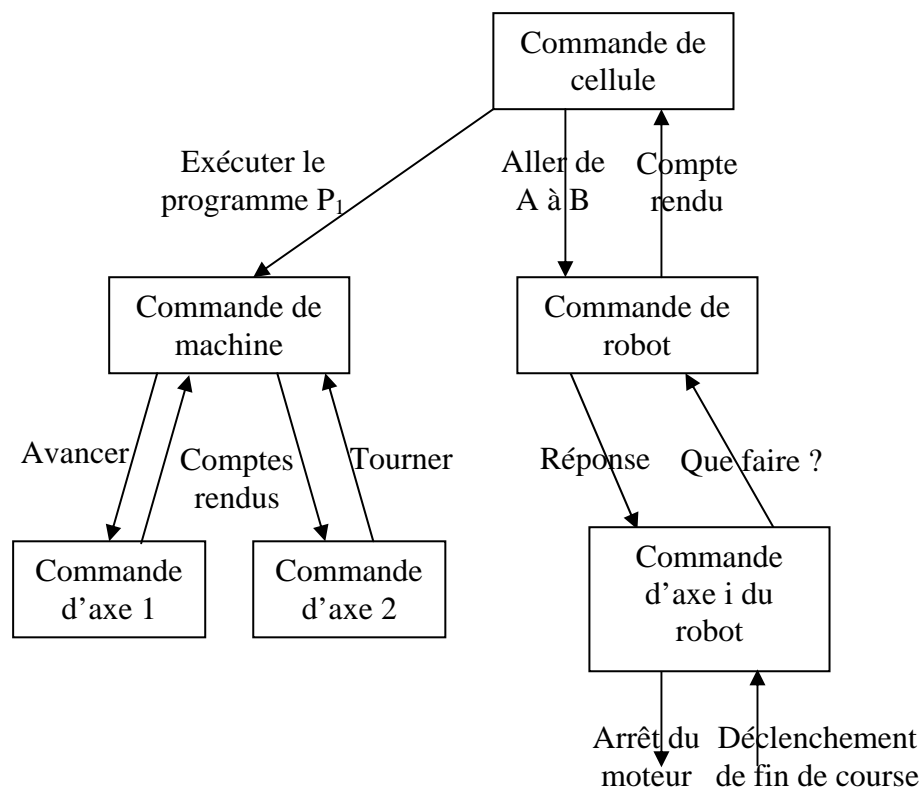 Commande de
cellule
Exécuter le
programme P₁
Aller de
A à B
Compte
rendu
Commande de
machine
Commande de
robot
Avancer
Comptes
rendus
Tourner
Réponse
Que faire ?
Commande
d’axe 1
Commande
d’axe 2
Commande
d’axe i du
robot
Arrêt du
moteur
Déclenchement
de fin de course